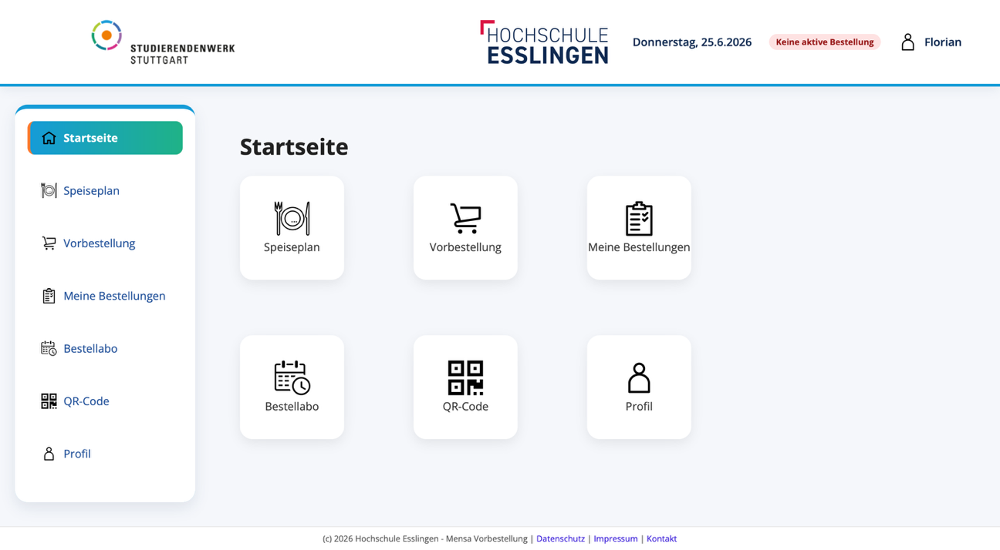 STUDIERENDENWERK
STUTTGART
HOCHSCHULE
ESSLINGEN
Donnerstag, 25.6.2026
Keine aktive Bestellung
Florian
Startseite
Speiseplan
Vorbestellung
Meine Bestellungen
Bestellabo
QR-Code
Profil
Startseite
Speiseplan
Vorbestellung
Meine Bestellungen
Bestellabo
QR-Code
Profil
(c) 2026 Hochschule Esslingen - Mensa Vorbestellung | Datenschutz | Impressum | Kontakt